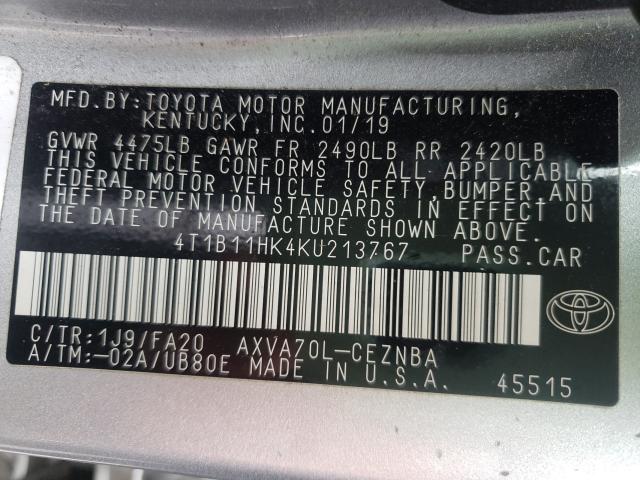 MFD.BY:TOYOTA MOTOR MANUFACTURING,
KENTUCKY,INC.01/19
GVWR 4475LB GAWR FR 2490LB RR 2420LB
THIS VEHICLE CONFORMS TO ALL APPLICABLE
FEDERAL MOTOR VEHICLE SAFETY,BUMPER,AND
THEFT PREVENTION STANDARDS IN EFFECT ON
THE DATE OF MANUFACTURE SHOWN ABOVE.
4T1B11HK4KU213767 PASS.CAR
C/TR:1J9/FA20 AXVA70L-CEZNBA
A/TM:-02A/UB80E MADE IN U.S.A. 45515